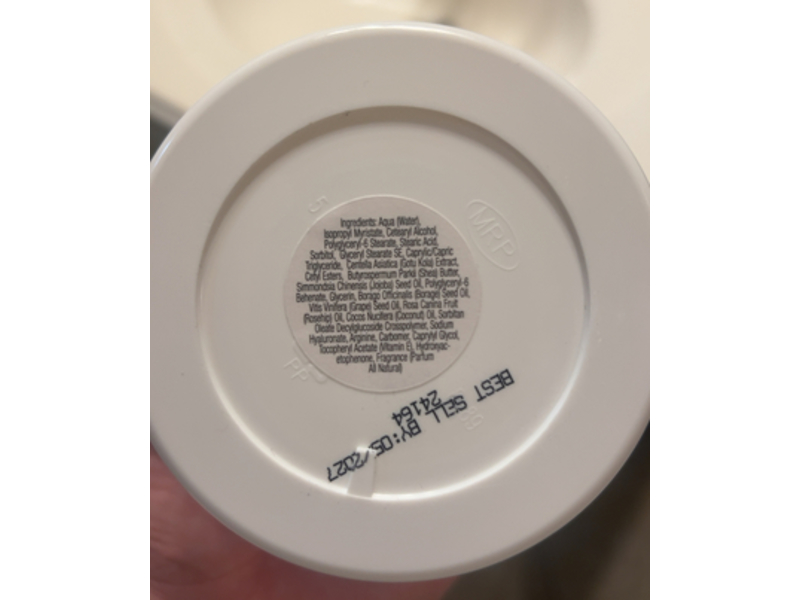 Ingredients: Aqua (Water),
Isopropyl Myristate, Cetearyl Alcohol,
Polyglyceryl-6 Stearate, Stearic Acid,
Sorbitol, Glyceryl Stearate SE, Caprylic/Capric
Triglyceride, Centella Asiatica (Gotu Kola) Extract,
Cetyl Esters, Butyrospermum Parkii (Shea) Butter,
Simmondsia Chinensis (Jojoba) Seed Oil, Polyglyceryl-6
Behenate, Glycerin, Borago Officinalis (Borage) Seed Oil,
Vitis Vinifera (Grape) Seed Oil, Rosa Canina Fruit
(Rosehip) Oil, Cocos Nucifera (Coconut) Oil, Sorbitan
Oleate Decylglucoside Crosspolymer, Sodium
Hyaluronate, Arginine, Carbomer, Caprylyl Glycol,
Tocopheryl Acetate (Vitamin E), Hydroxyac-
etophenone, Fragrance (Parfum
All Natural)
MRP
5
PP
24164
BEST SELL BY:05/2027